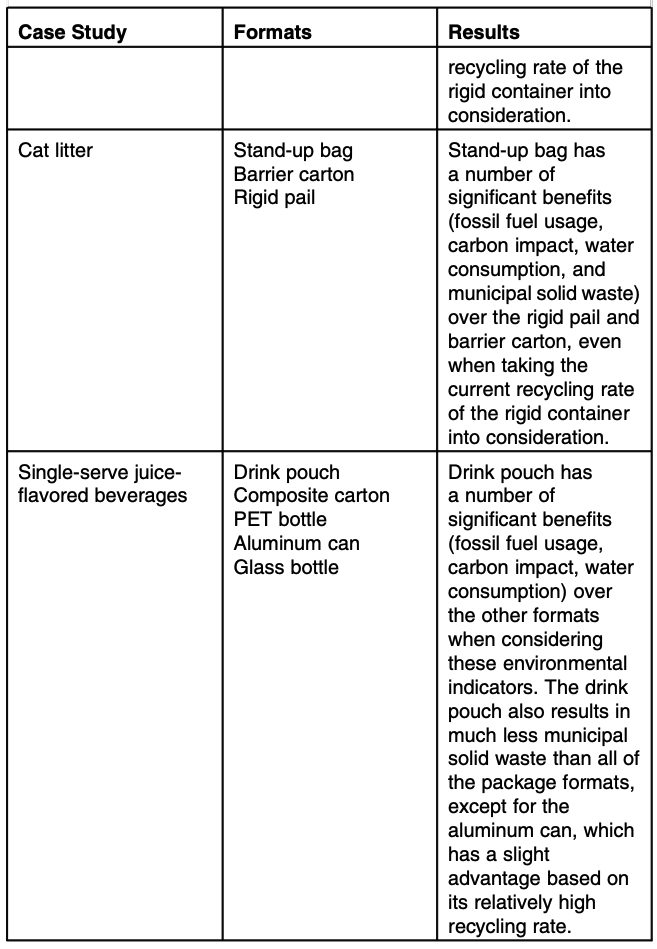 Case Study Formats Results
recycling rate of the
rigid container into
consideration.
Cat litter
Stand-up bag
Barrier carton
Rigid pail
Stand-up bag has
a number of
significant benefits
(fossil fuel usage,
carbon impact, water
consumption, and
municipal solid waste)
over the rigid pail and
barrier carton, even
when taking the
current recycling rate
of the rigid container
into consideration.
Single-serve juice-
flavored beverages
Drink pouch
Composite carton
PET bottle
Aluminum can
Glass bottle
Drink pouch has
a number of
significant benefits
(fossil fuel usage,
carbon impact, water
consumption) over
the other formats
when considering
these environmental
indicators. The drink
pouch also results in
much less municipal
solid waste than all of
the package formats,
except for the
aluminum can, which
has a slight
advantage based on
its relatively high
recycling rate.